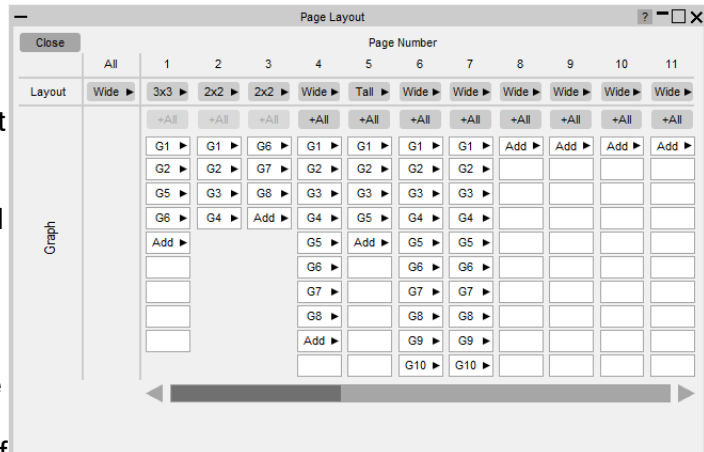 Page Layout ?
Close Page Number
All 1 2 3 4 5 6 7 8 9 10 11
Layout Wide 3x3 2x2 2x2 Wide Tall Wide Wide Wide Wide Wide Wide
+All +All +All +All +All +All +All +All +All +All +All
G1 G1 G6 G1 G1 G1 G1 Add Add Add Add
G2 G2 G7 G2 G2 G2 G2
G5 G3 G8 G3 G3 G3 G3
G6 G4 Add G4 G5 G4 G4
Graph
Add G5 Add G5 G5
G6 G6 G6
G7 G7 G7
G8 G8 G8
Add G9 G9
G10 G10